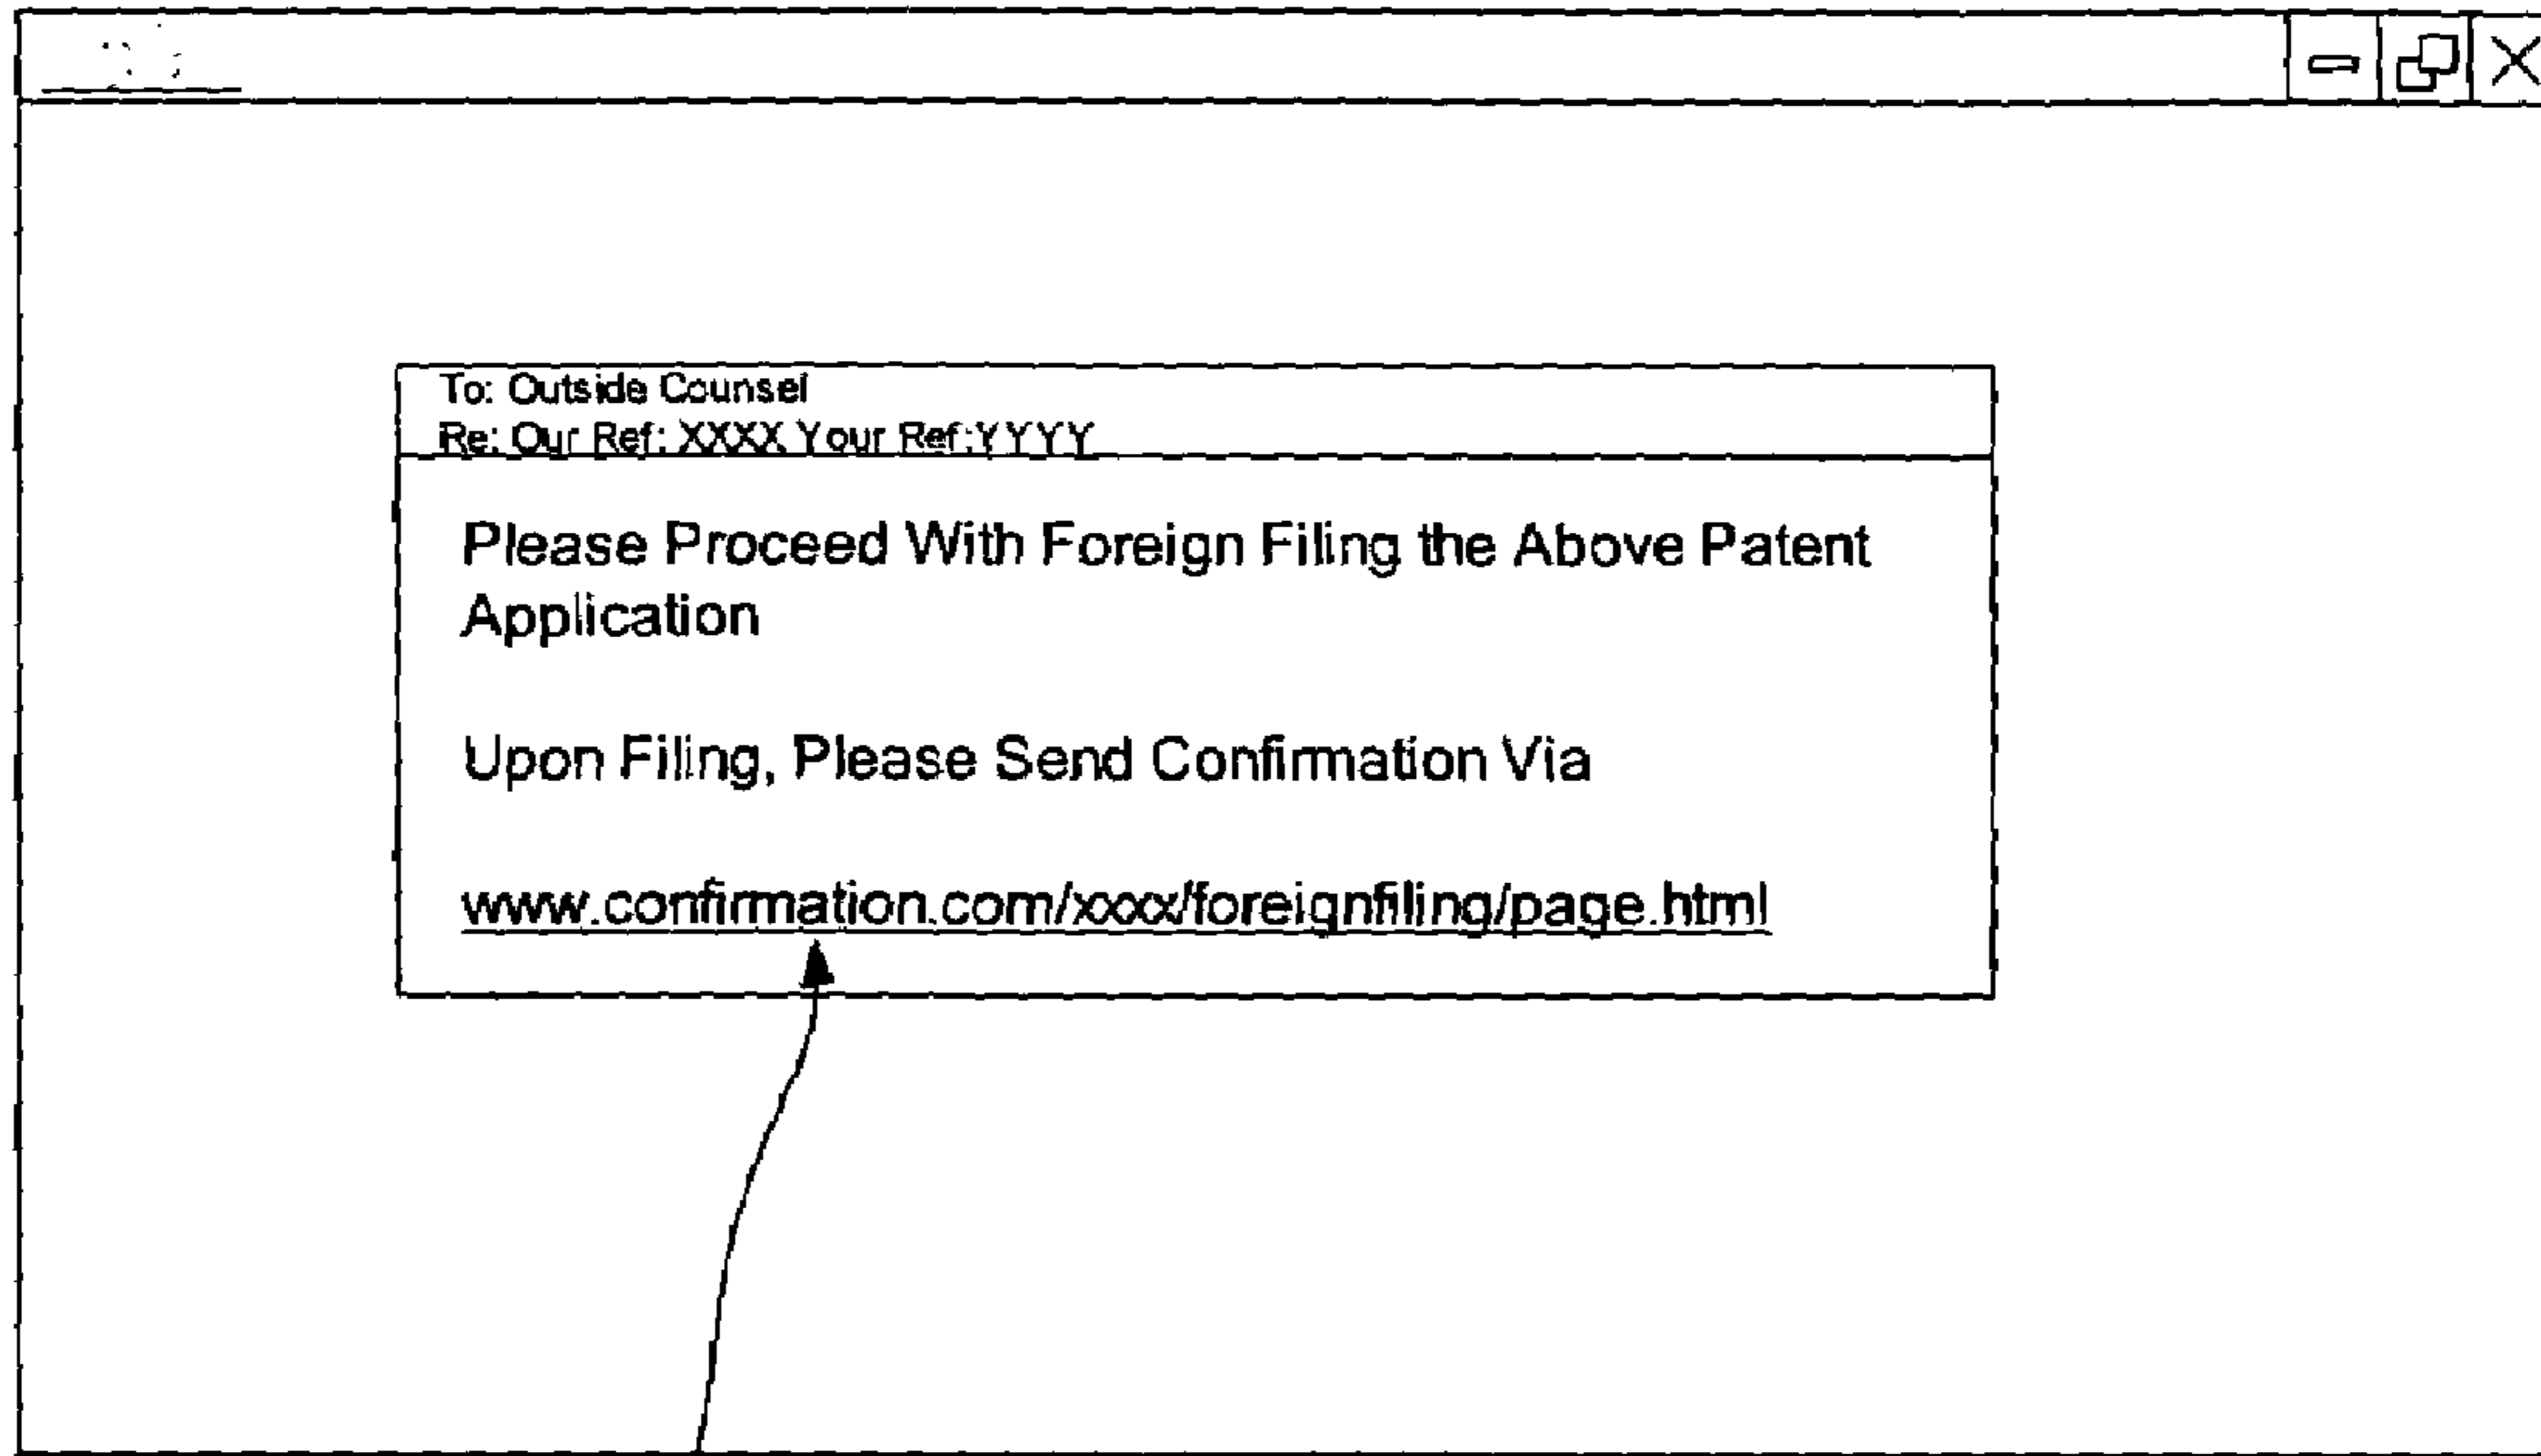 To: Outside Counsel
Re: Our Ref: XXXX Your Ref:YYYY
Please Proceed With Foreign Filing the Above Patent
Application
Upon Filing, Please Send Confirmation Via
www.confirmation.com/xxxx/foreignfiling/page.html